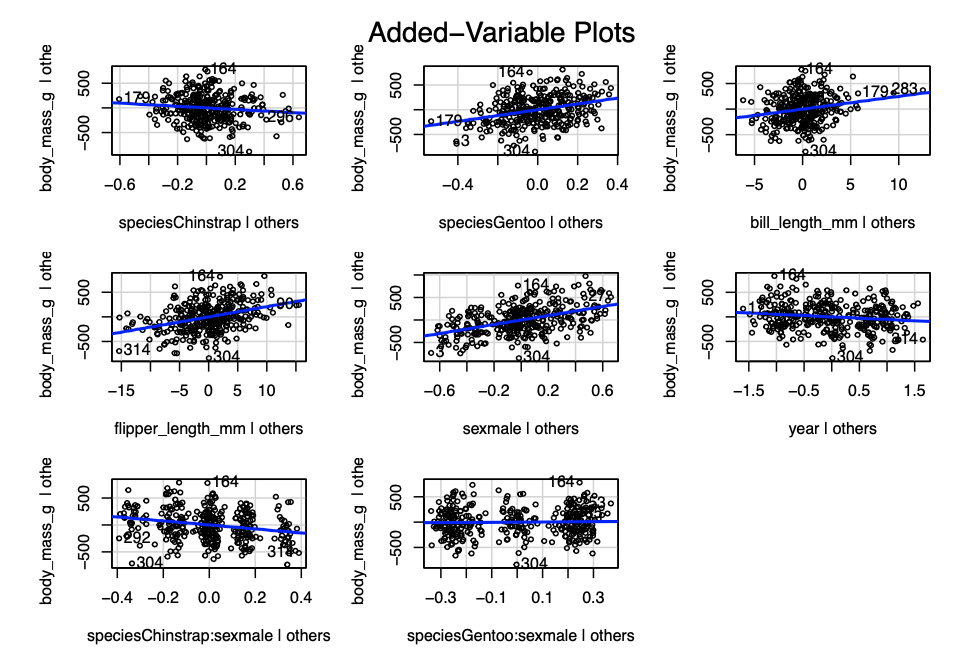 Added−Variable Plots
body_mass_g | othe
500
−500
164
179
296
304
−0.6 −0.2 0.2 0.6
speciesChinstrap | others
body_mass_g | othe
500
−500
164
179
3
304
−0.4 0.0 0.2 0.4
speciesGentoo | others
body_mass_g | othe
500
−500
164
179
283
304
−5 0 5 10
bill_length_mm | others
body_mass_g | othe
500
−500
164
90
314
304
−15 −5 0 5 10
flipper_length_mm | others
body_mass_g | othe
500
−500
164
3
304
−0.6 −0.2 0.2 0.6
sexmale | others
body_mass_g | othe
500
−500
164
304
−1.5 −0.5 0.5 1.5
year | others
body_mass_g | othe
500
−500
164
292
304
−0.4 −0.2 0.0 0.2 0.4
speciesChinstrap:sexmale | others
body_mass_g | othe
500
−500
164
3
304
−0.3 −0.1 0.1 0.3
speciesGentoo:sexmale | others